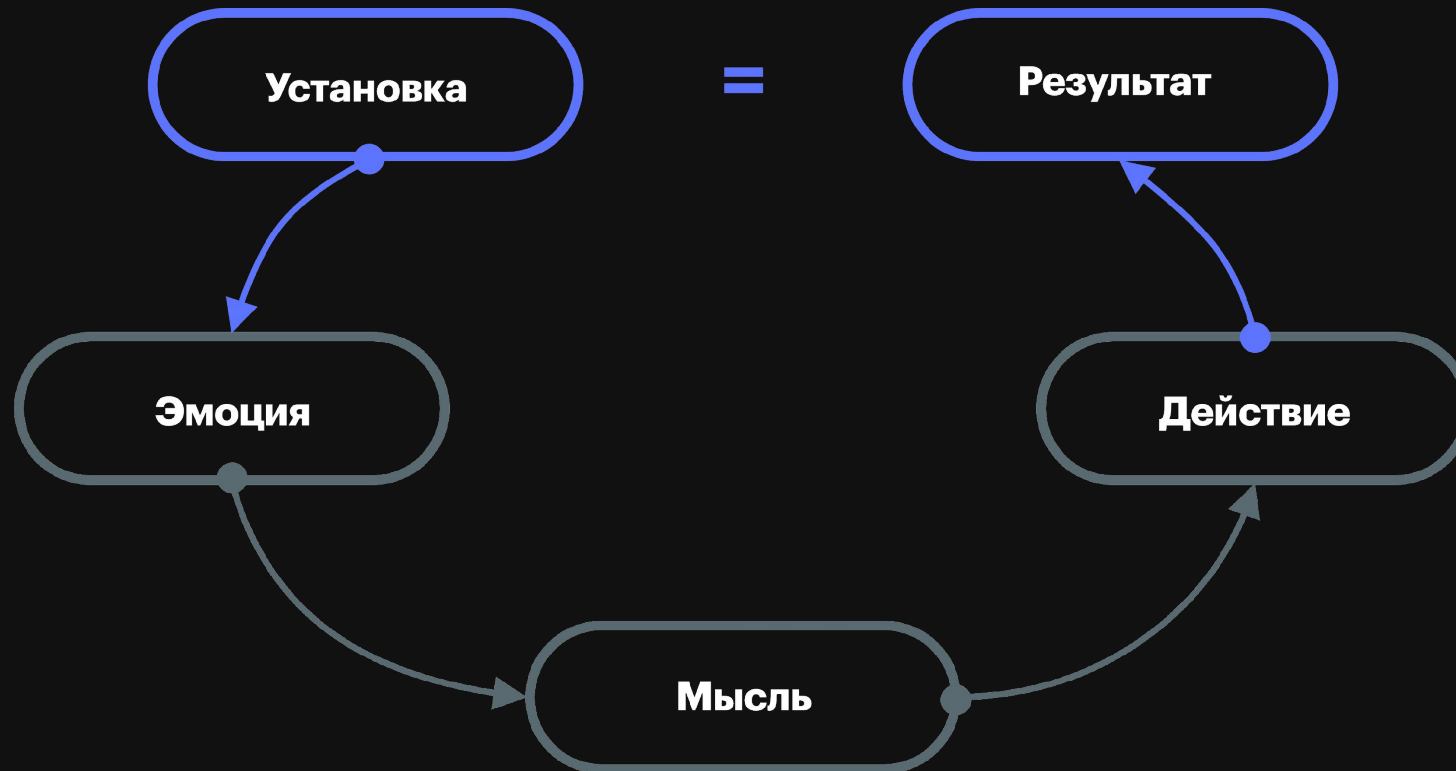 Установка
=
Результат
Эмоция
Действие
Мысль